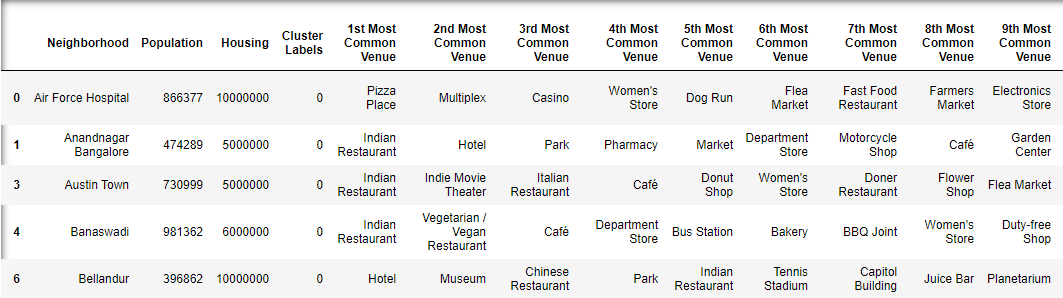 Neighborhood Population Housing Cluster Labels 1st Most Common Venue 2nd Most Common Venue 3rd Most Common Venue 4th Most Common Venue 5th Most Common Venue 6th Most Common Venue 7th Most Common Venue 8th Most Common Venue 9th Most Common Venue
0 Air Force Hospital 866377 10000000 0 Pizza Place Multiplex Casino Women's Store Dog Run Flea Market Fast Food Restaurant Farmers Market Electronics Store
1 Anandnagar Bangalore 474289 5000000 0 Indian Restaurant Hotel Park Pharmacy Market Department Store Motorcycle Shop Café Garden Center
3 Austin Town 730999 5000000 0 Indian Restaurant Indie Movie Theater Italian Restaurant Café Donut Shop Women's Store Doner Restaurant Flower Shop Flea Market
4 Banaswadi 981362 6000000 0 Indian Restaurant Vegetarian / Vegan Restaurant Café Department Store Bus Station Bakery BBQ Joint Women's Store Duty-free Shop
6 Bellandur 396862 10000000 0 Hotel Museum Chinese Restaurant Park Indian Restaurant Tennis Stadium Capitol Building Juice Bar Planetarium